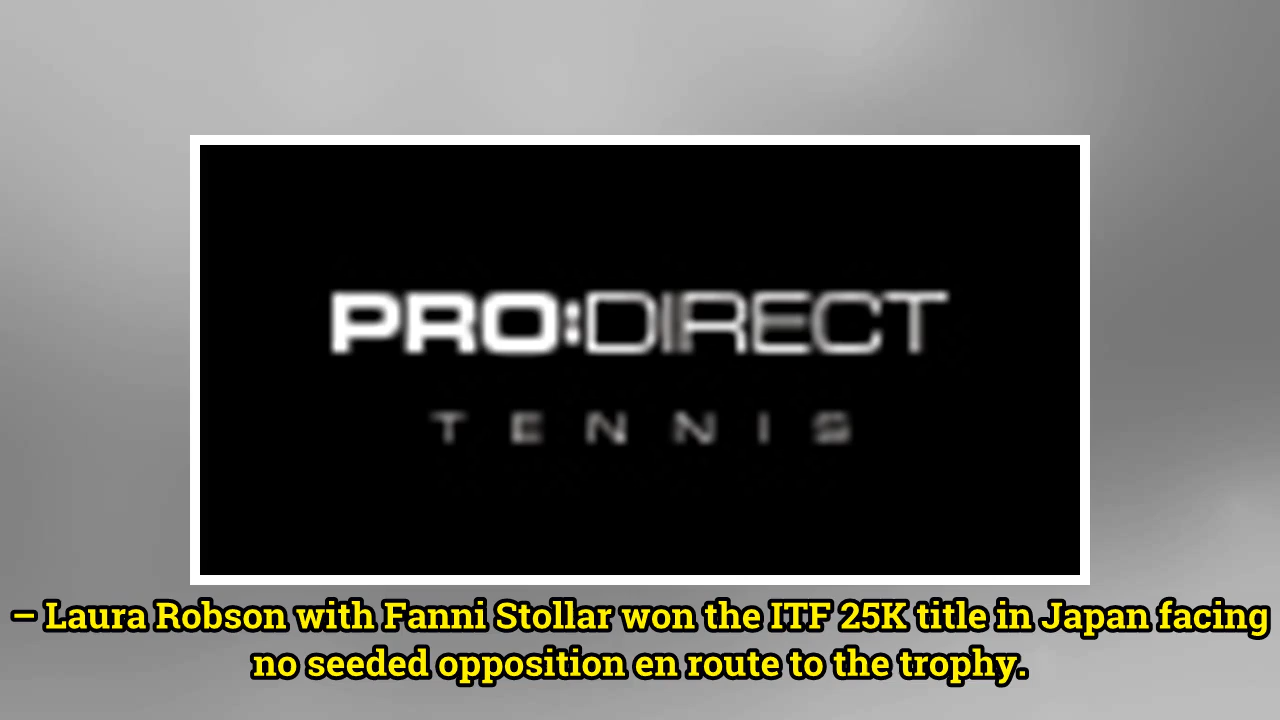 PRO:DIRECT
TENNIS
– Laura Robson with Fanni Stollar won the ITF 25K title in Japan facing
no seeded opposition en route to the trophy.